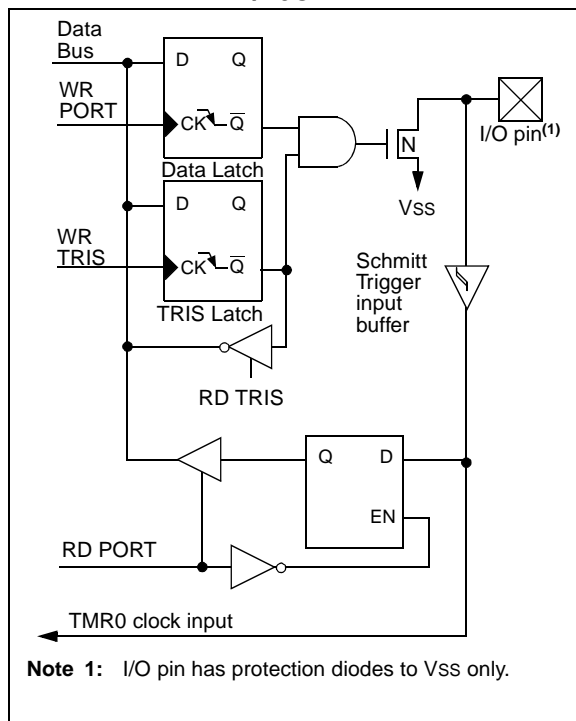 Data
Bus
D Q
WR
PORT
CK Q
Data Latch
D Q
WR
TRIS
CK Q
TRIS Latch
RD TRIS
N
I/O pin(1)
VSS
Schmitt
Trigger
input
buffer
Q D
EN
RD PORT
TMR0 clock input
Note 1: I/O pin has protection diodes to VSS only.